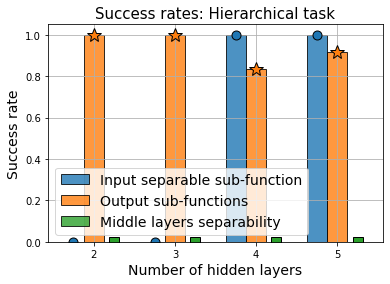 Success rates: Hierarchical task
Success rate
1.0
0.8
0.6
0.4
0.2
0.0
Input separable sub-function
Output sub-functions
Middle layers separability
2 3 4 5
Number of hidden layers